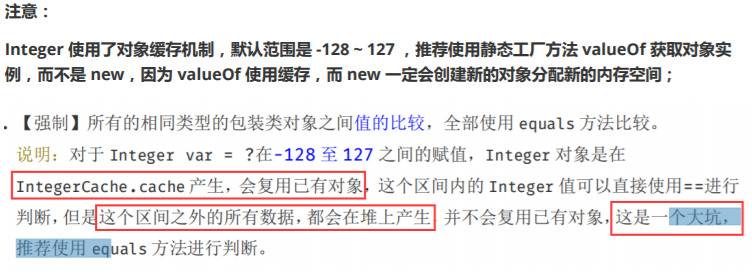 注意：
Integer 使用了对象缓存机制，默认范围是 -128 ~ 127 ，推荐使用静态工厂方法 valueOf 获取对象实
例，而不是 new，因为 valueOf 使用缓存，而 new 一定会创建新的对象分配新的内存空间；
. 【强制】所有的相同类型的包装类对象之间值的比较，全部使用 equals 方法比较。
说明：对于 Integer var = ?在-128 至 127 之间的赋值，Integer 对象是在
IntegerCache.cache 产生，会复用已有对象，这个区间内的 Integer 值可以直接使用==进行
判断，但是这个区间之外的所有数据，都会在堆上产生，并不会复用已有对象，这是一个大坑，
推荐使用 equals 方法进行判断。